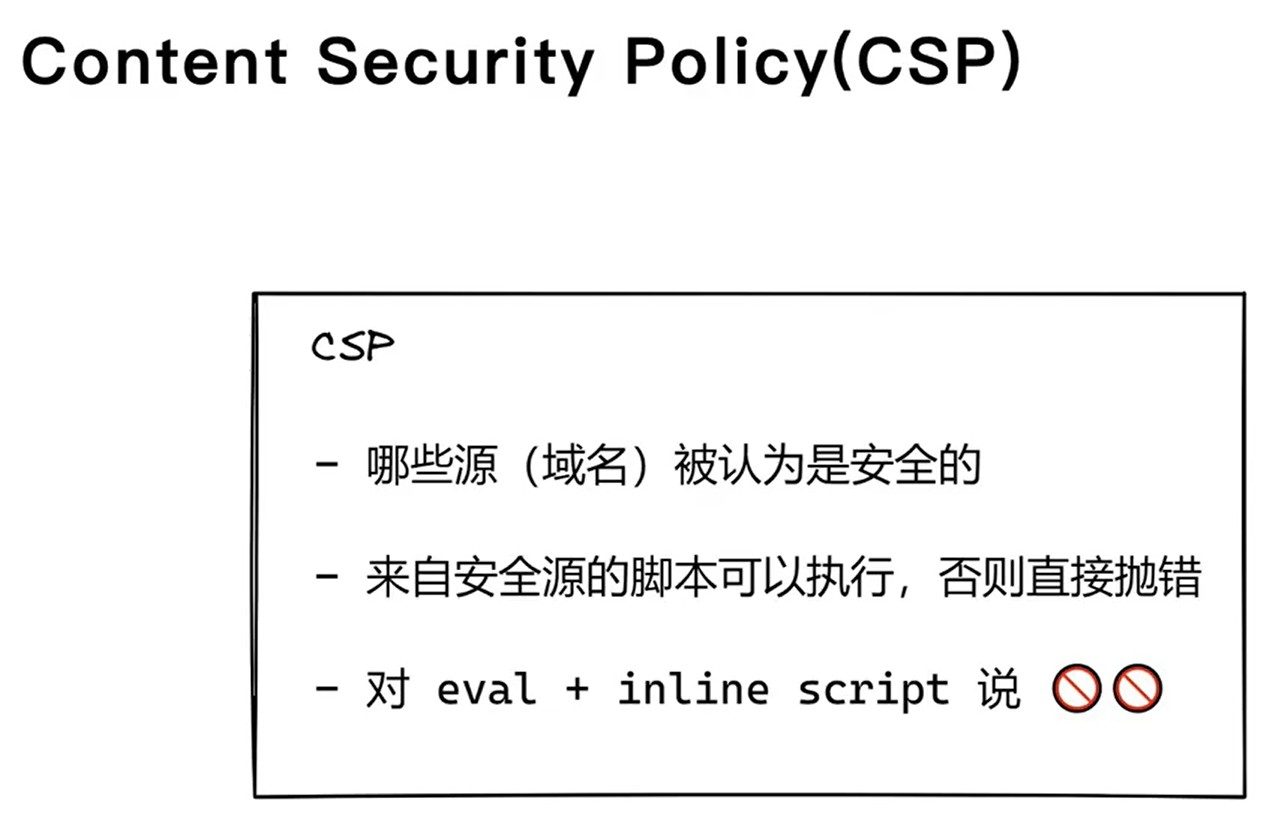 Content Security Policy(CSP)
CSP
- 哪些源（域名）被认为是安全的
- 来自安全源的脚本可以执行，否则直接抛错
- 对 eval + inline script 说 🚫🚫